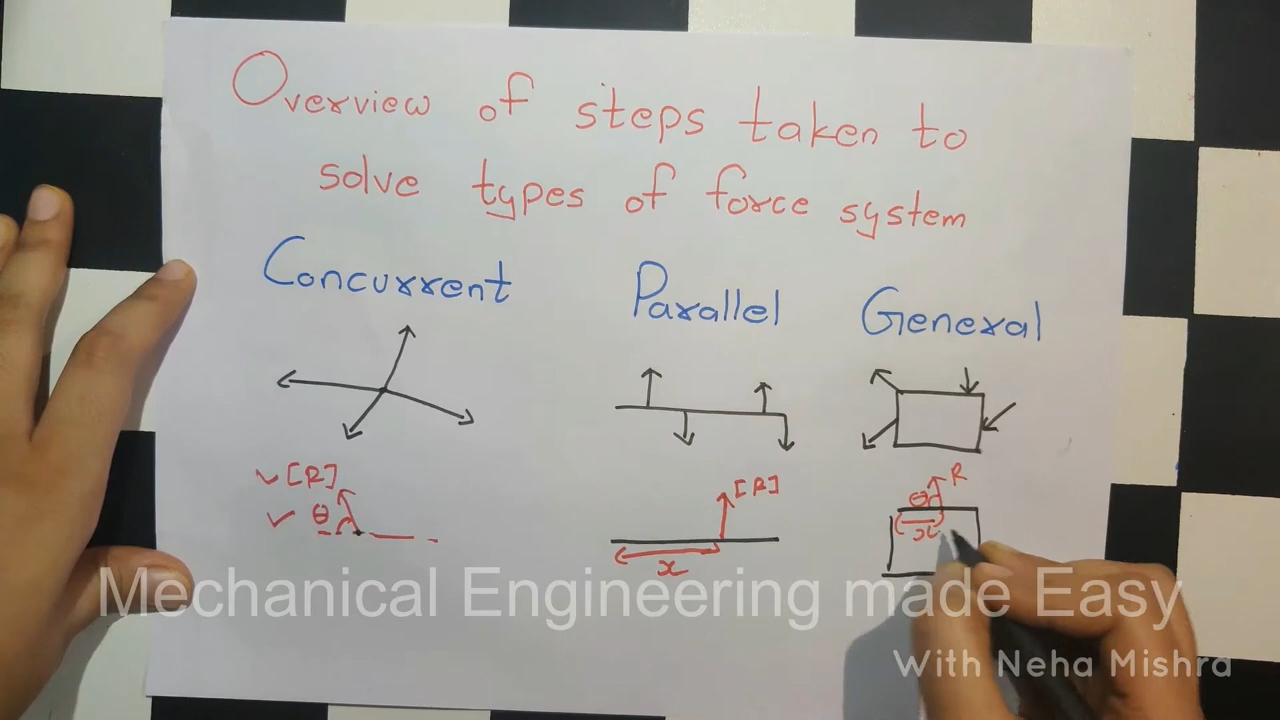 Overview of steps taken to
solve types of force system
Concurrent Parallel General
✓ [R]
✓ θ
[R]
x
R
θ
x
Mechanical Engineering made Easy
With Neha Mishra